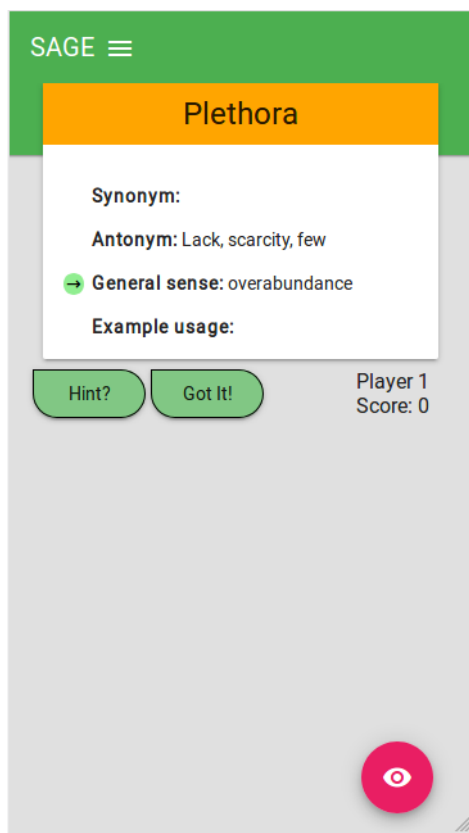 SAGE
Plethora
Synonym:
Antonym: Lack, scarcity, few
→ General sense: overabundance
Example usage:
Hint? Got It! Player 1
Score: 0